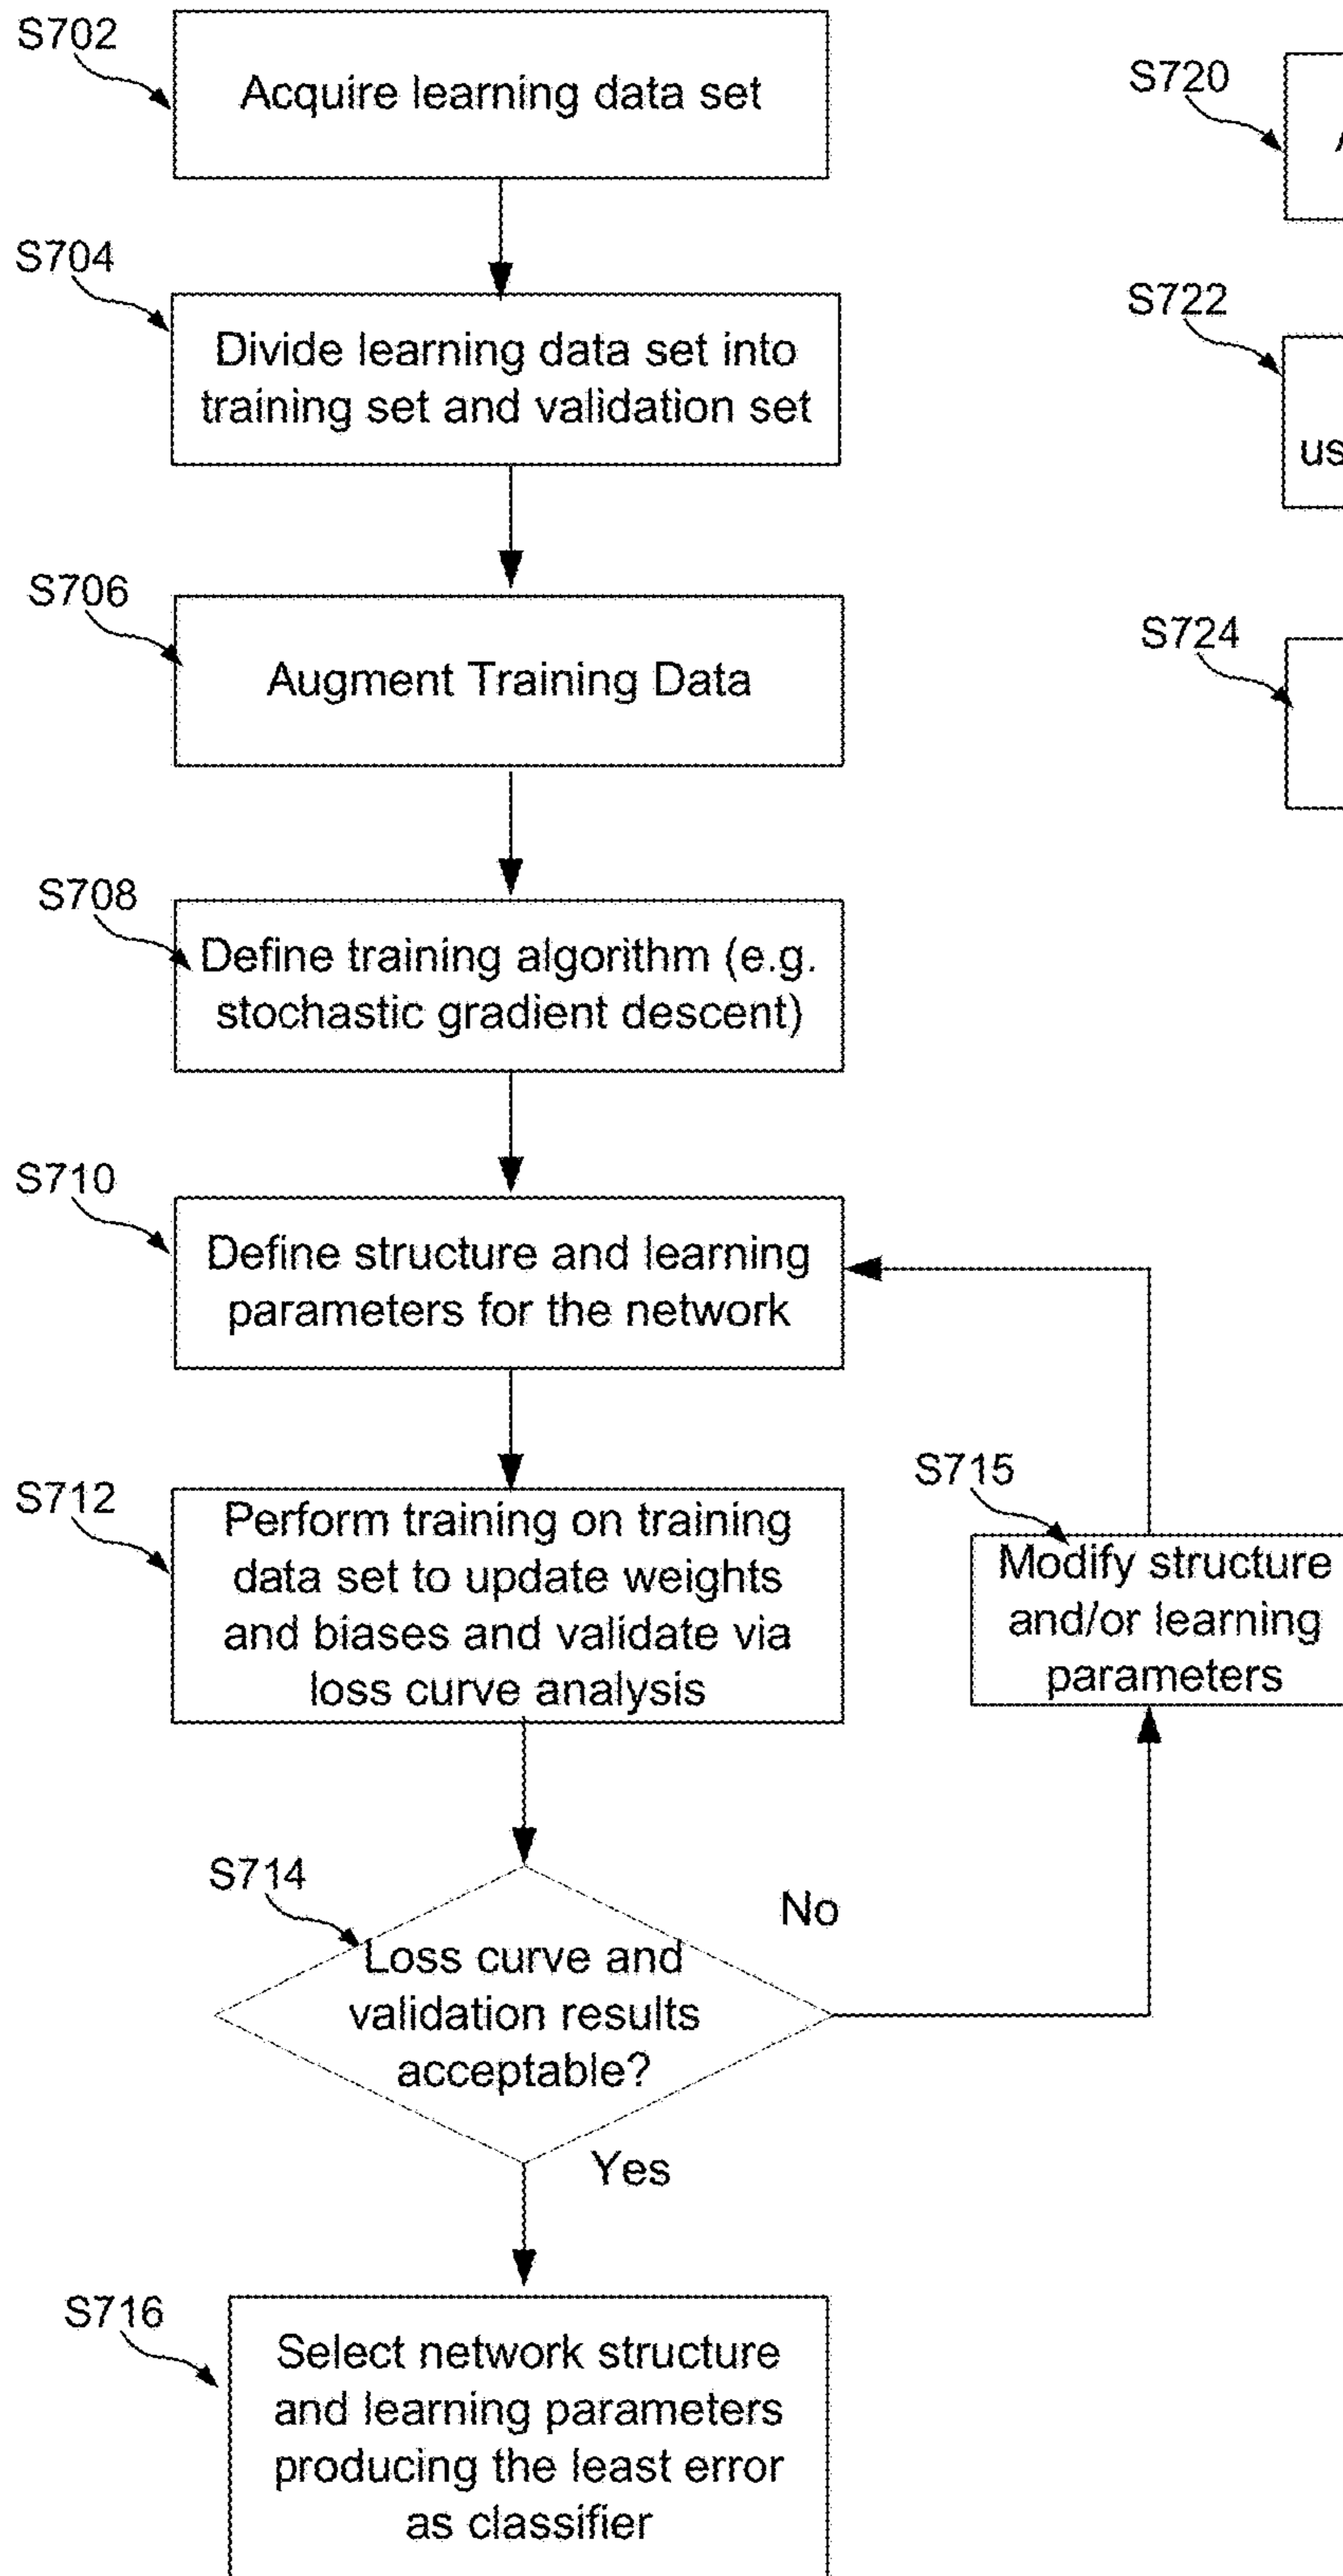 S702
Acquire learning data set
S704
Divide learning data set into
training set and validation set
S706
Augment Training Data
S708
Define training algorithm (e.g.
stochastic gradient descent)
S710
Define structure and learning
parameters for the network
S712
Perform training on training
data set to update weights
and biases and validate via
loss curve analysis
S714
Loss curve and
validation results
acceptable?
No
S715
Modify structure
and/or learning
parameters
Yes
S716
Select network structure
and learning parameters
producing the least error
as classifier
S720
S722
S724